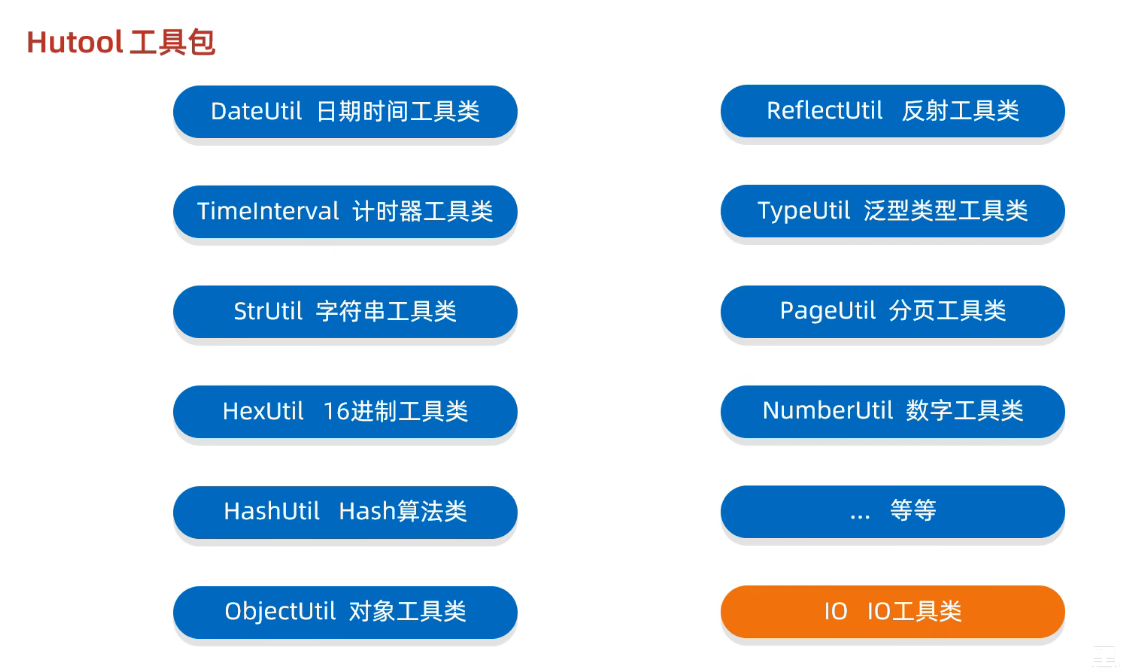 Hutool 工具包
DateUtil 日期时间工具类
TimeInterval 计时器工具类
StrUtil 字符串工具类
HexUtil 16进制工具类
HashUtil Hash算法类
ObjectUtil 对象工具类
ReflectUtil 反射工具类
TypeUtil 泛型类型工具类
PageUtil 分页工具类
NumberUtil 数字工具类
... 等等
IO IO工具类